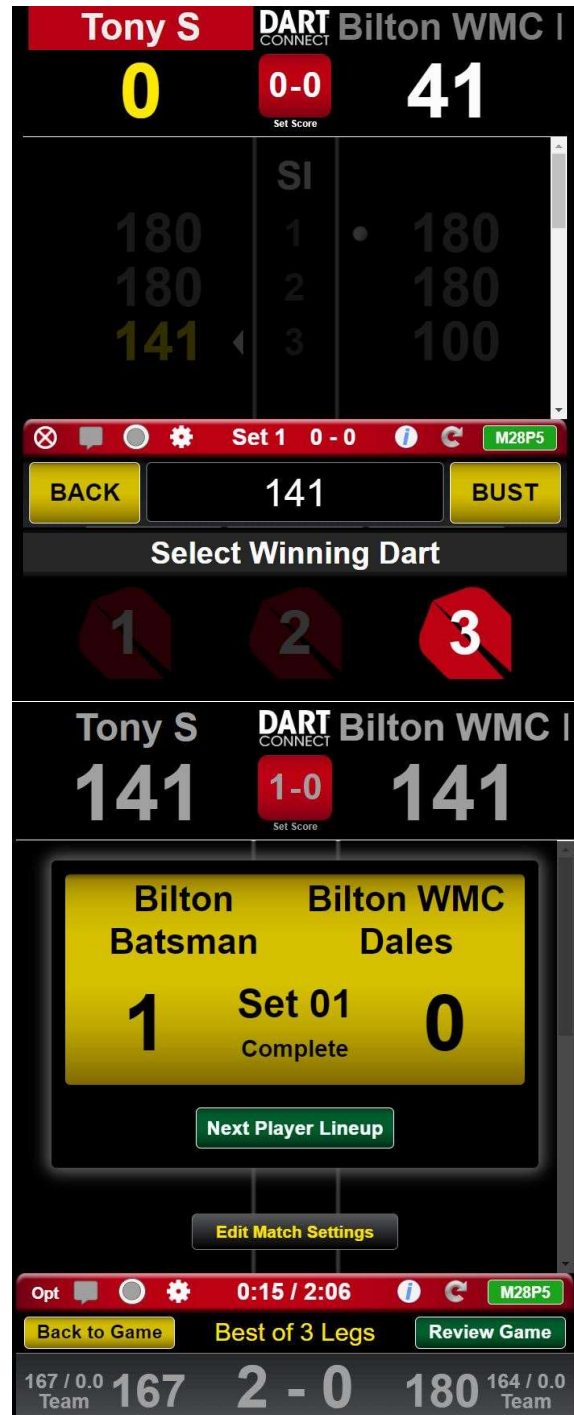 Tony S DART CONNECT Bilton WMC
0 0-0 41
Set Score
SI
180 1 180
180 2 180
141 3 100
Set 1 0 - 0 i M28P5
BACK 141 BUST
Select Winning Dart
1 2 3
Tony S DART CONNECT Bilton WMC
141 1-0 141
Set Score
Bilton Batsman Bilton WMC Dales
1 Set 01 0
Complete
Next Player Lineup
Edit Match Settings
Opt 0:15 / 2:06 i M28P5
Back to Game Best of 3 Legs Review Game
167 / 0.0 Team 167 2 - 0 180 164 / 0.0 Team